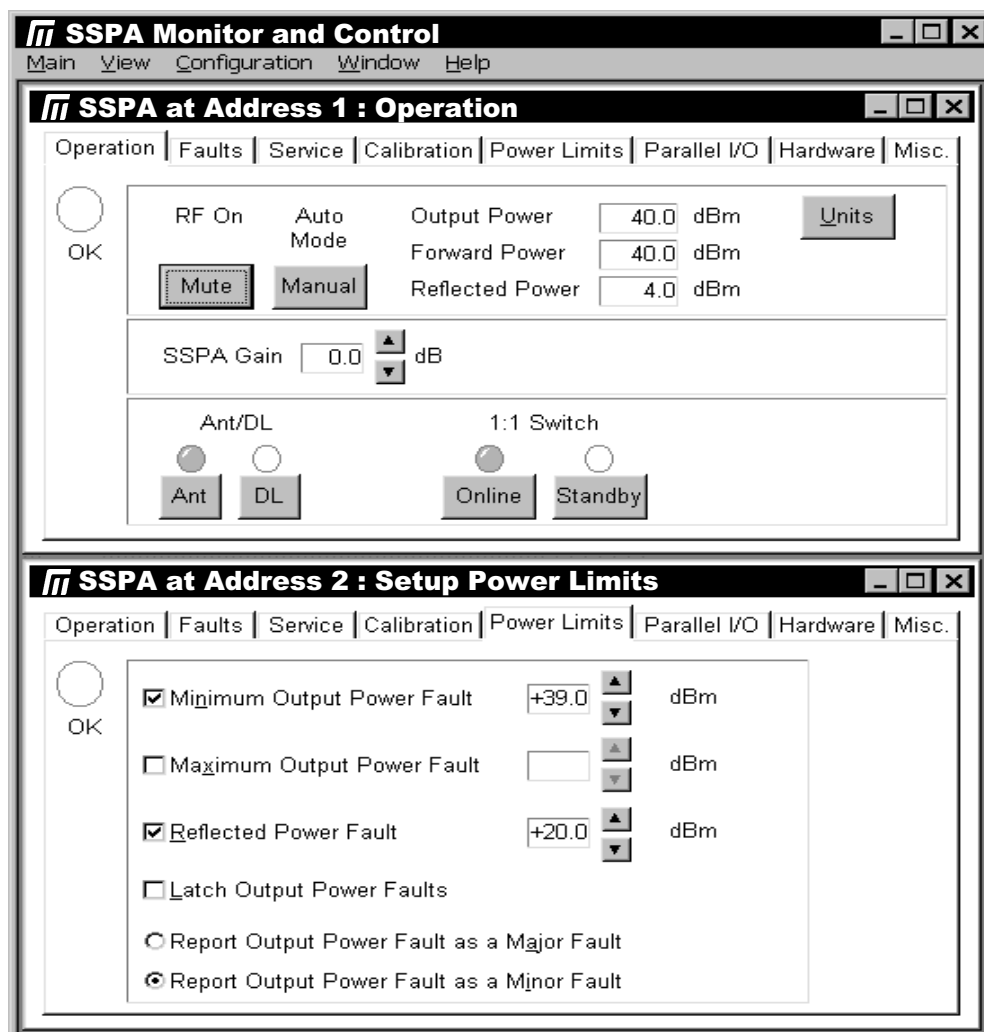 SSPA Monitor and Control
Main View Configuration Window Help
SSPA at Address 1 : Operation
Operation Faults Service Calibration Power Limits Parallel I/O Hardware Misc.
OK
RF On Auto Mode
Mute Manual
Output Power 40.0 dBm
Forward Power 40.0 dBm
Reflected Power 4.0 dBm
Units
SSPA Gain 0.0 dB
Ant/DL 1:1 Switch
Ant DL Online Standby
SSPA at Address 2 : Setup Power Limits
Operation Faults Service Calibration Power Limits Parallel I/O Hardware Misc.
OK
Minimum Output Power Fault +39.0 dBm
Maximum Output Power Fault dBm
Reflected Power Fault +20.0 dBm
Latch Output Power Faults
Report Output Power Fault as a Major Fault
Report Output Power Fault as a Minor Fault